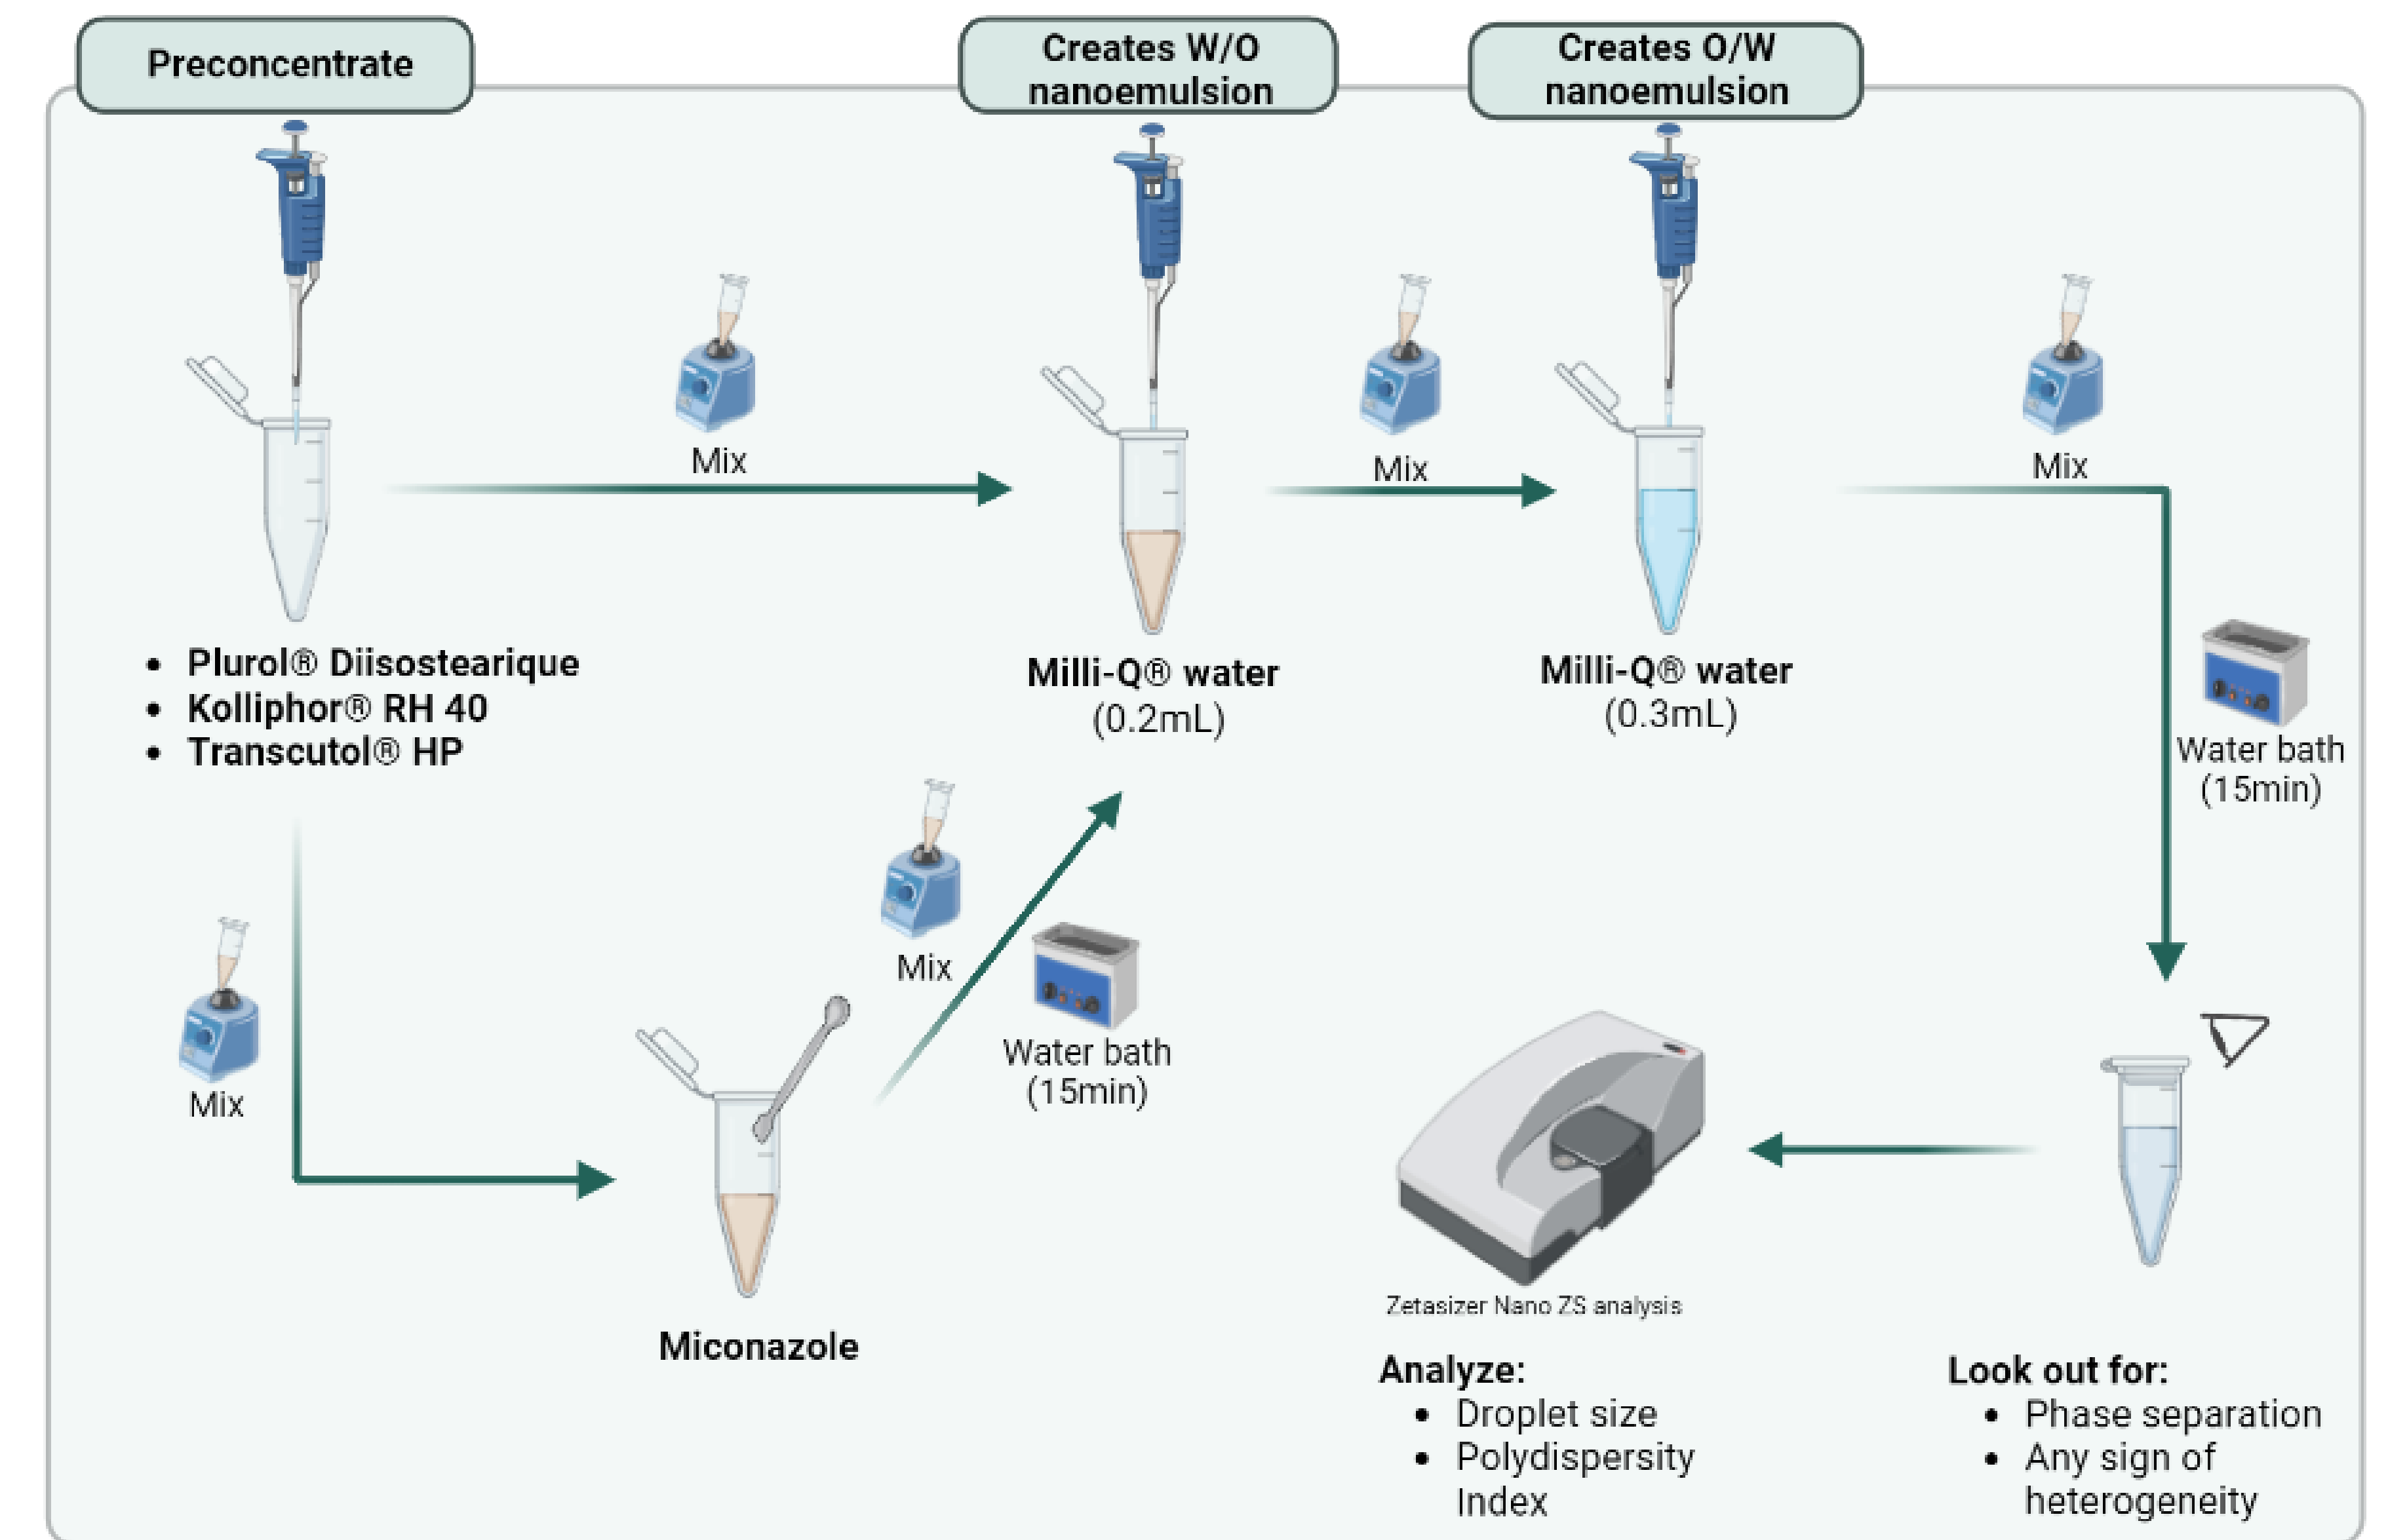 Preconcentrate
Creates W/O
nanoemulsion
Creates O/W
nanoemulsion
Mix
Mix
Mix
• Plurol® Diisostearique
• Kolliphor® RH 40
• Transcutol® HP
Milli-Q® water
(0.2mL)
Milli-Q® water
(0.3mL)
Water bath
(15min)
Mix
Mix
Water bath
(15min)
Miconazole
Zetasizer Nano ZS analysis
Analyze:
• Droplet size
• Polydispersity
Index
Look out for:
• Phase separation
• Any sign of
heterogeneity